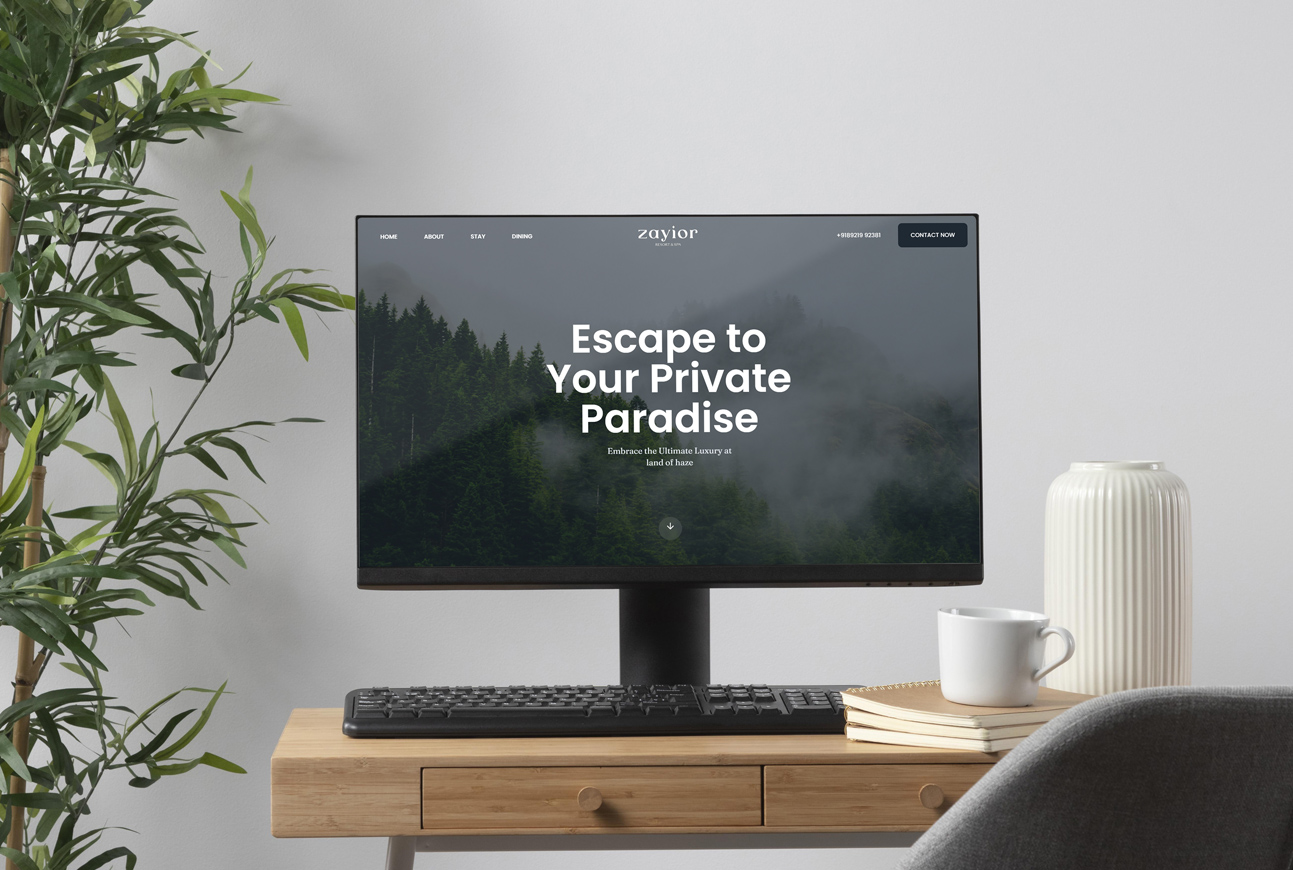 HOME ABOUT STAY DINING zayior +9189219 92381 CONTACT NOW
RESORT & SPA
Escape to
Your Private
Paradise
Embrace the Ultimate Luxury at
land of haze